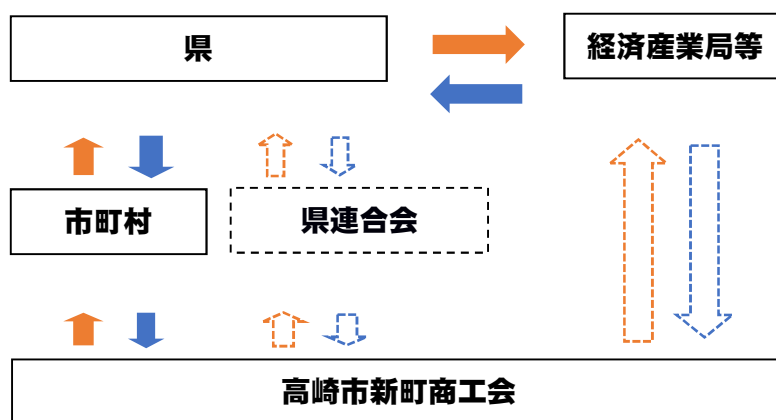 県
経済産業局等
市町村
県連合会
高崎市新町商工会